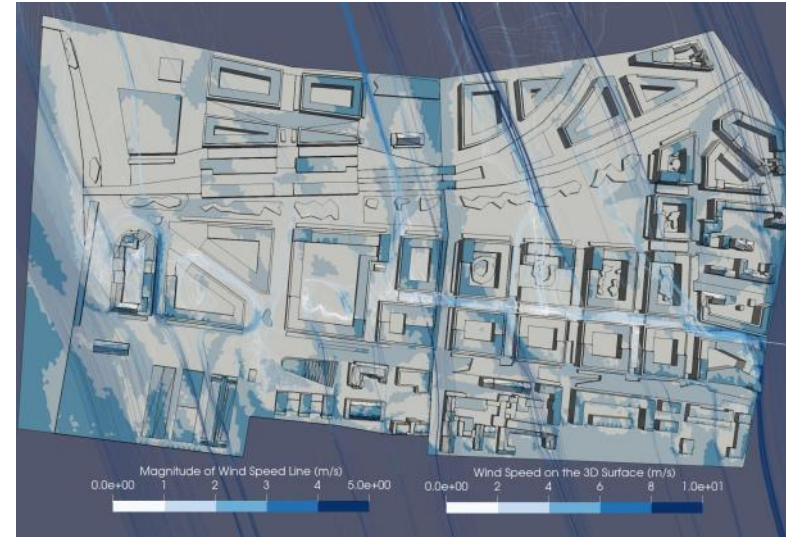 Magnitude of Wind Speed Line (m/s)
0.0e+00 1 2 3 4 5.0e+00
Wind Speed on the 3D Surface (m/s)
0.0e+00 2 4 6 8 1.0e+01